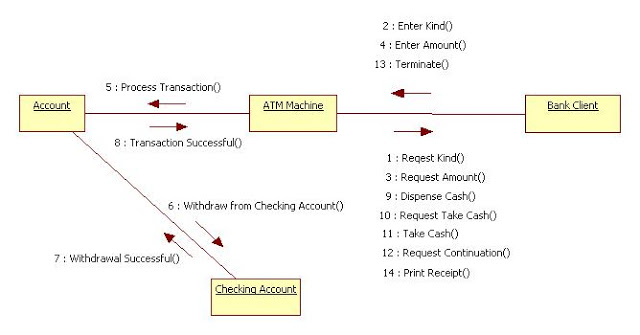 2 : Enter Kind()
4 : Enter Amount()
13 : Terminate()
5 : Process Transaction()
Account
ATM Machine
Bank Client
8 : Transaction Successful()
1 : Reqest Kind()
3 : Request Amount()
9 : Dispense Cash()
10 : Request Take Cash()
11 : Take Cash()
12 : Request Continuation()
14 : Print Receipt()
6 : Withdraw from Checking Account()
7 : Withdrawal Successful()
Checking Account